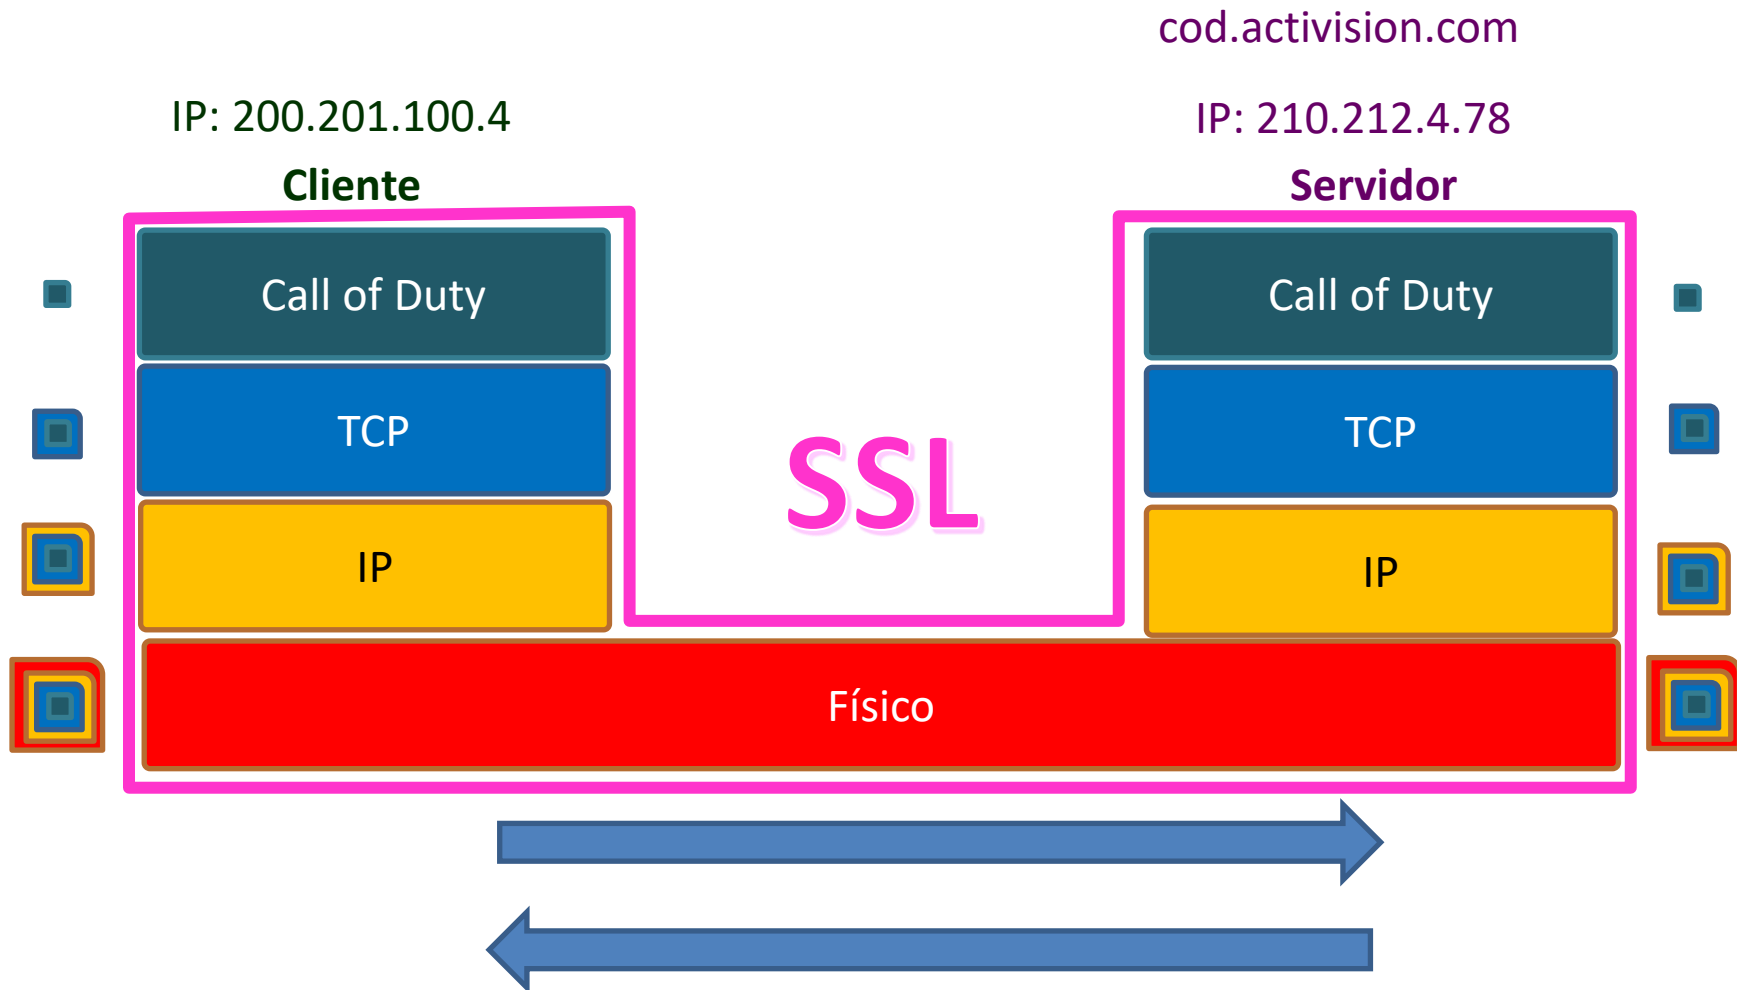 cod.activision.com
IP: 200.201.100.4
IP: 210.212.4.78
Cliente
Servidor
Call of Duty
Call of Duty
TCP
TCP
SSL
IP
IP
Físico